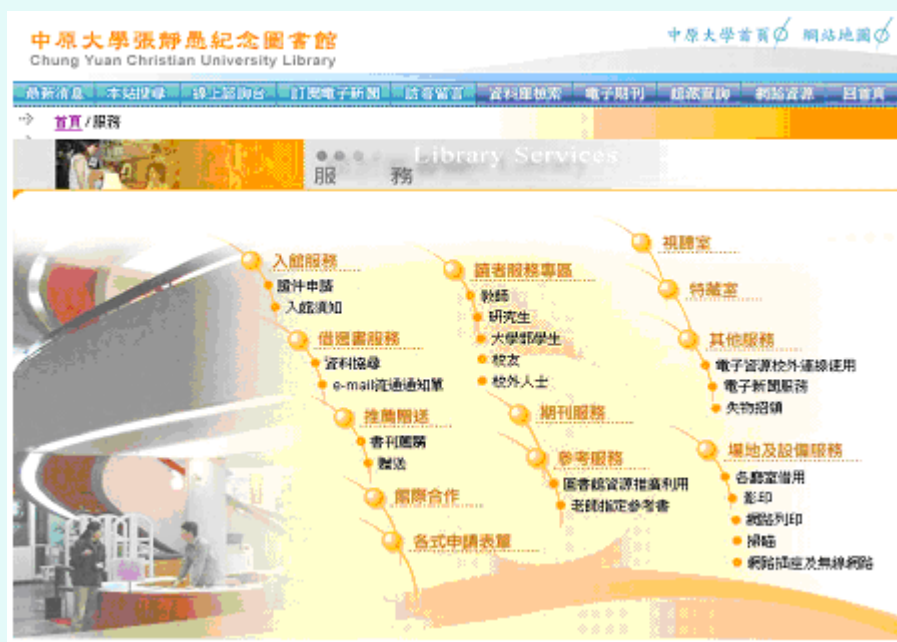 中原大學張靜愚紀念圖書館
Chung Yuan Christian University Library
中原大學首頁 網站地圖
最新消息 本站搜尋 線上諮詢台 訂閱電子新聞 訪客留言 資料庫檢索 電子期刊 館藏查詢 網路資源 回首頁
首頁/服務
Library Services
服 務
入館服務
證件申請
入館須知
借還書服務
資料搜尋
e-mail流通通知單
推薦贈送
書刊薦購
贈送
館際合作
各式申請表單
讀者服務專區
教師
研究生
大學部學生
校友
校外人士
期刊服務
參考服務
圖書館資源推廣利用
老師指定參考書
視聽室
特藏室
其他服務
電子資源校外連線使用
電子新聞服務
失物招領
場地及設備服務
各廳室借用
影印
網路列印
掃瞄
網路插座及無線網路